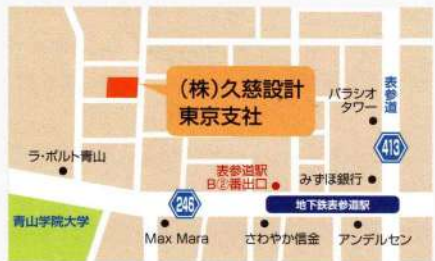 (株)久慈設計
東京支社
パラシオ
タワー
表参道
413
ラ・ポルト青山
表参道駅
B②番出口
みずほ銀行
246
地下鉄表参道駅
青山学院大学
Max Mara
さわやか信金
アンデルセン